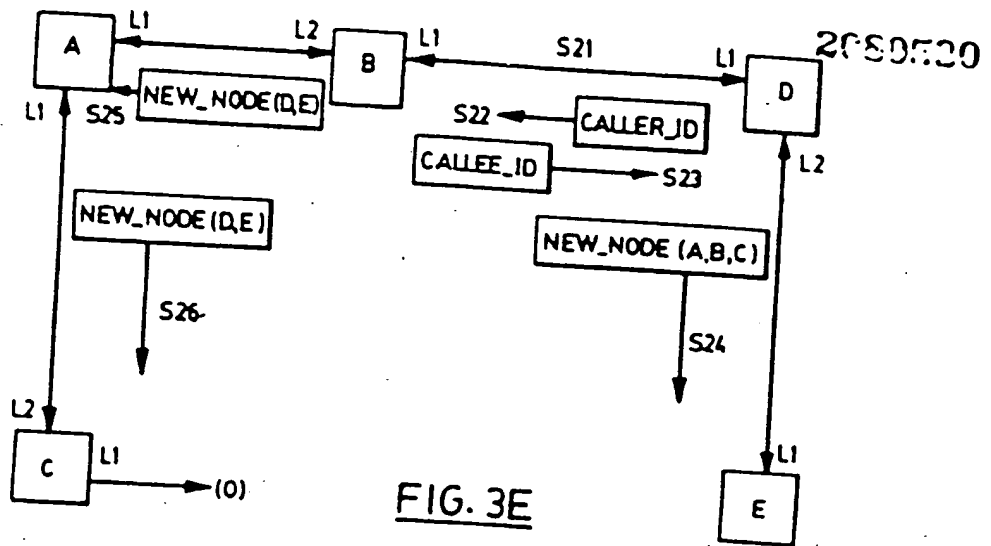 A
L1
L2
B
L1
S21
L1
D
L1
S25
NEW_NODE(D,E)
S22
CALLER_ID
L2
CALLEE_ID
S23
NEW_NODE(D,E)
NEW_NODE (A,B,C)
S26
S24
L2
C
L1
(0)
L1
E
FIG. 3E